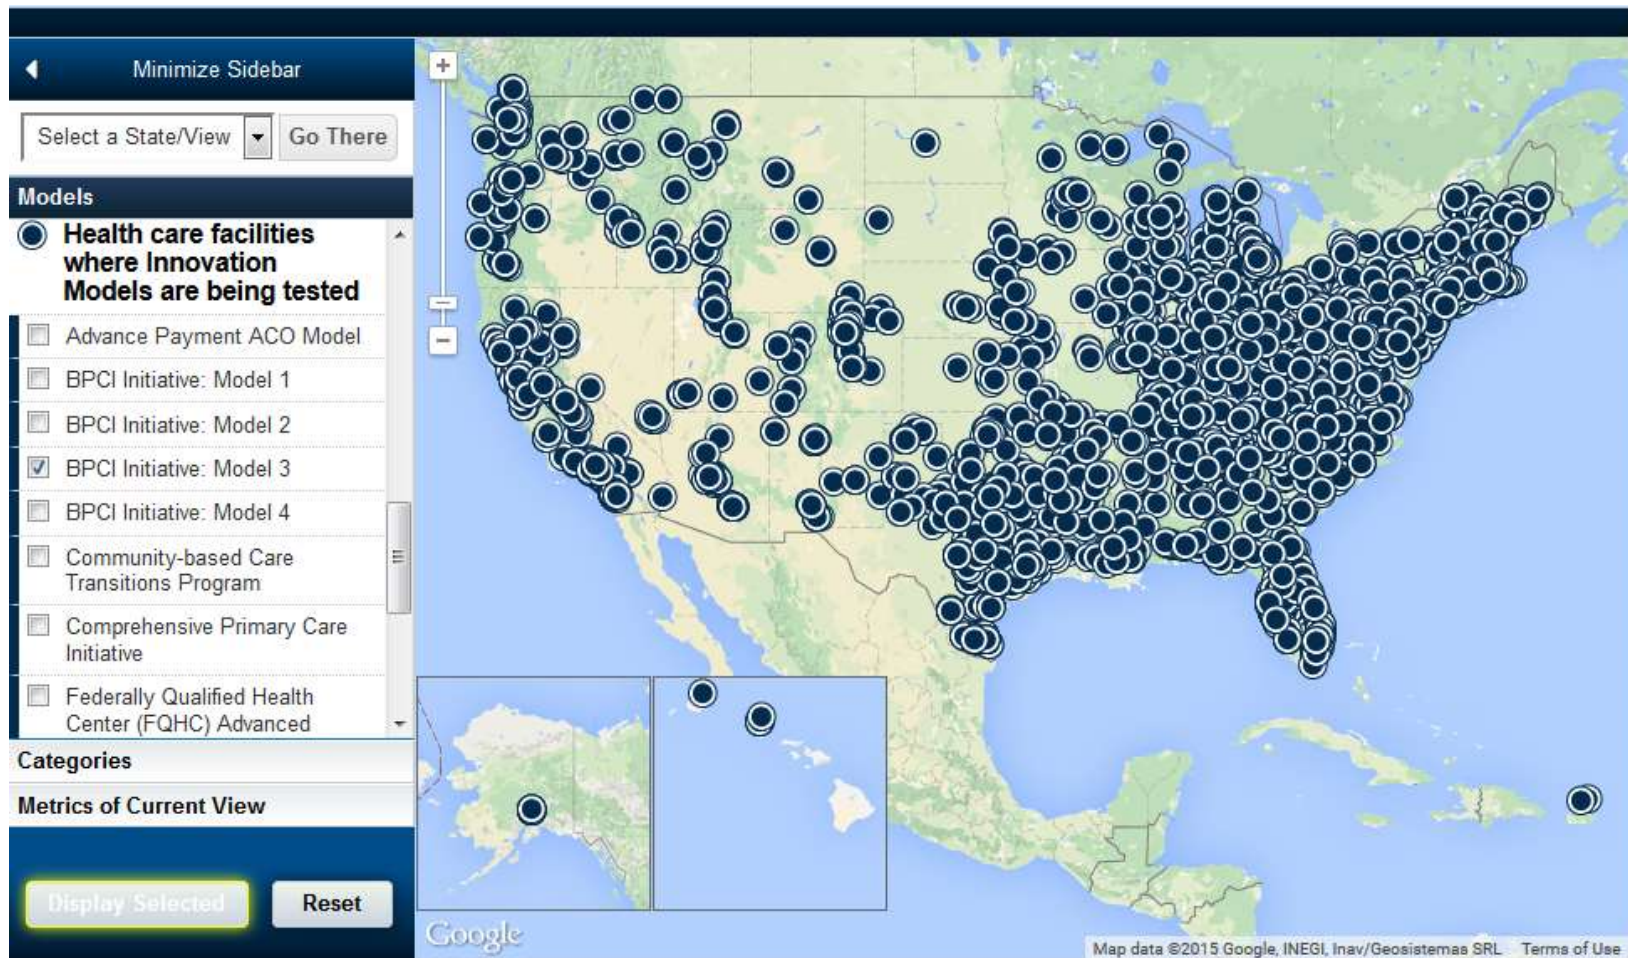 Minimize Sidebar
Select a State/View
Go There
Models
Health care facilities
where Innovation
Models are being tested
Advance Payment ACO Model
BPCI Initiative: Model 1
BPCI Initiative: Model 2
BPCI Initiative: Model 3
BPCI Initiative: Model 4
Community-based Care
Transitions Program
Comprehensive Primary Care
Initiative
Federally Qualified Health
Center (FQHC) Advanced
Categories
Metrics of Current View
Display Selected
Reset
Google
Map data ©2015 Google, INEGI, Inav/Geosistemas SRL
Terms of Use